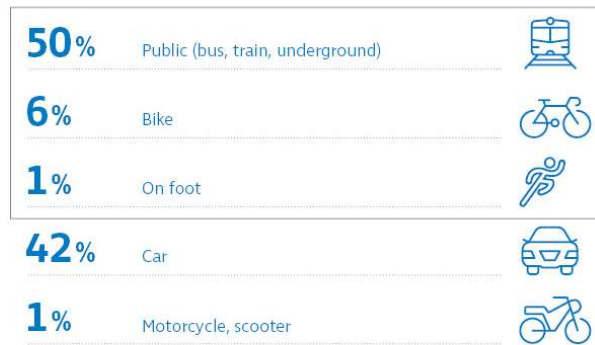 50% Public (bus, train, underground)
6% Bike
1% On foot
42% Car
1% Motorcycle, scooter